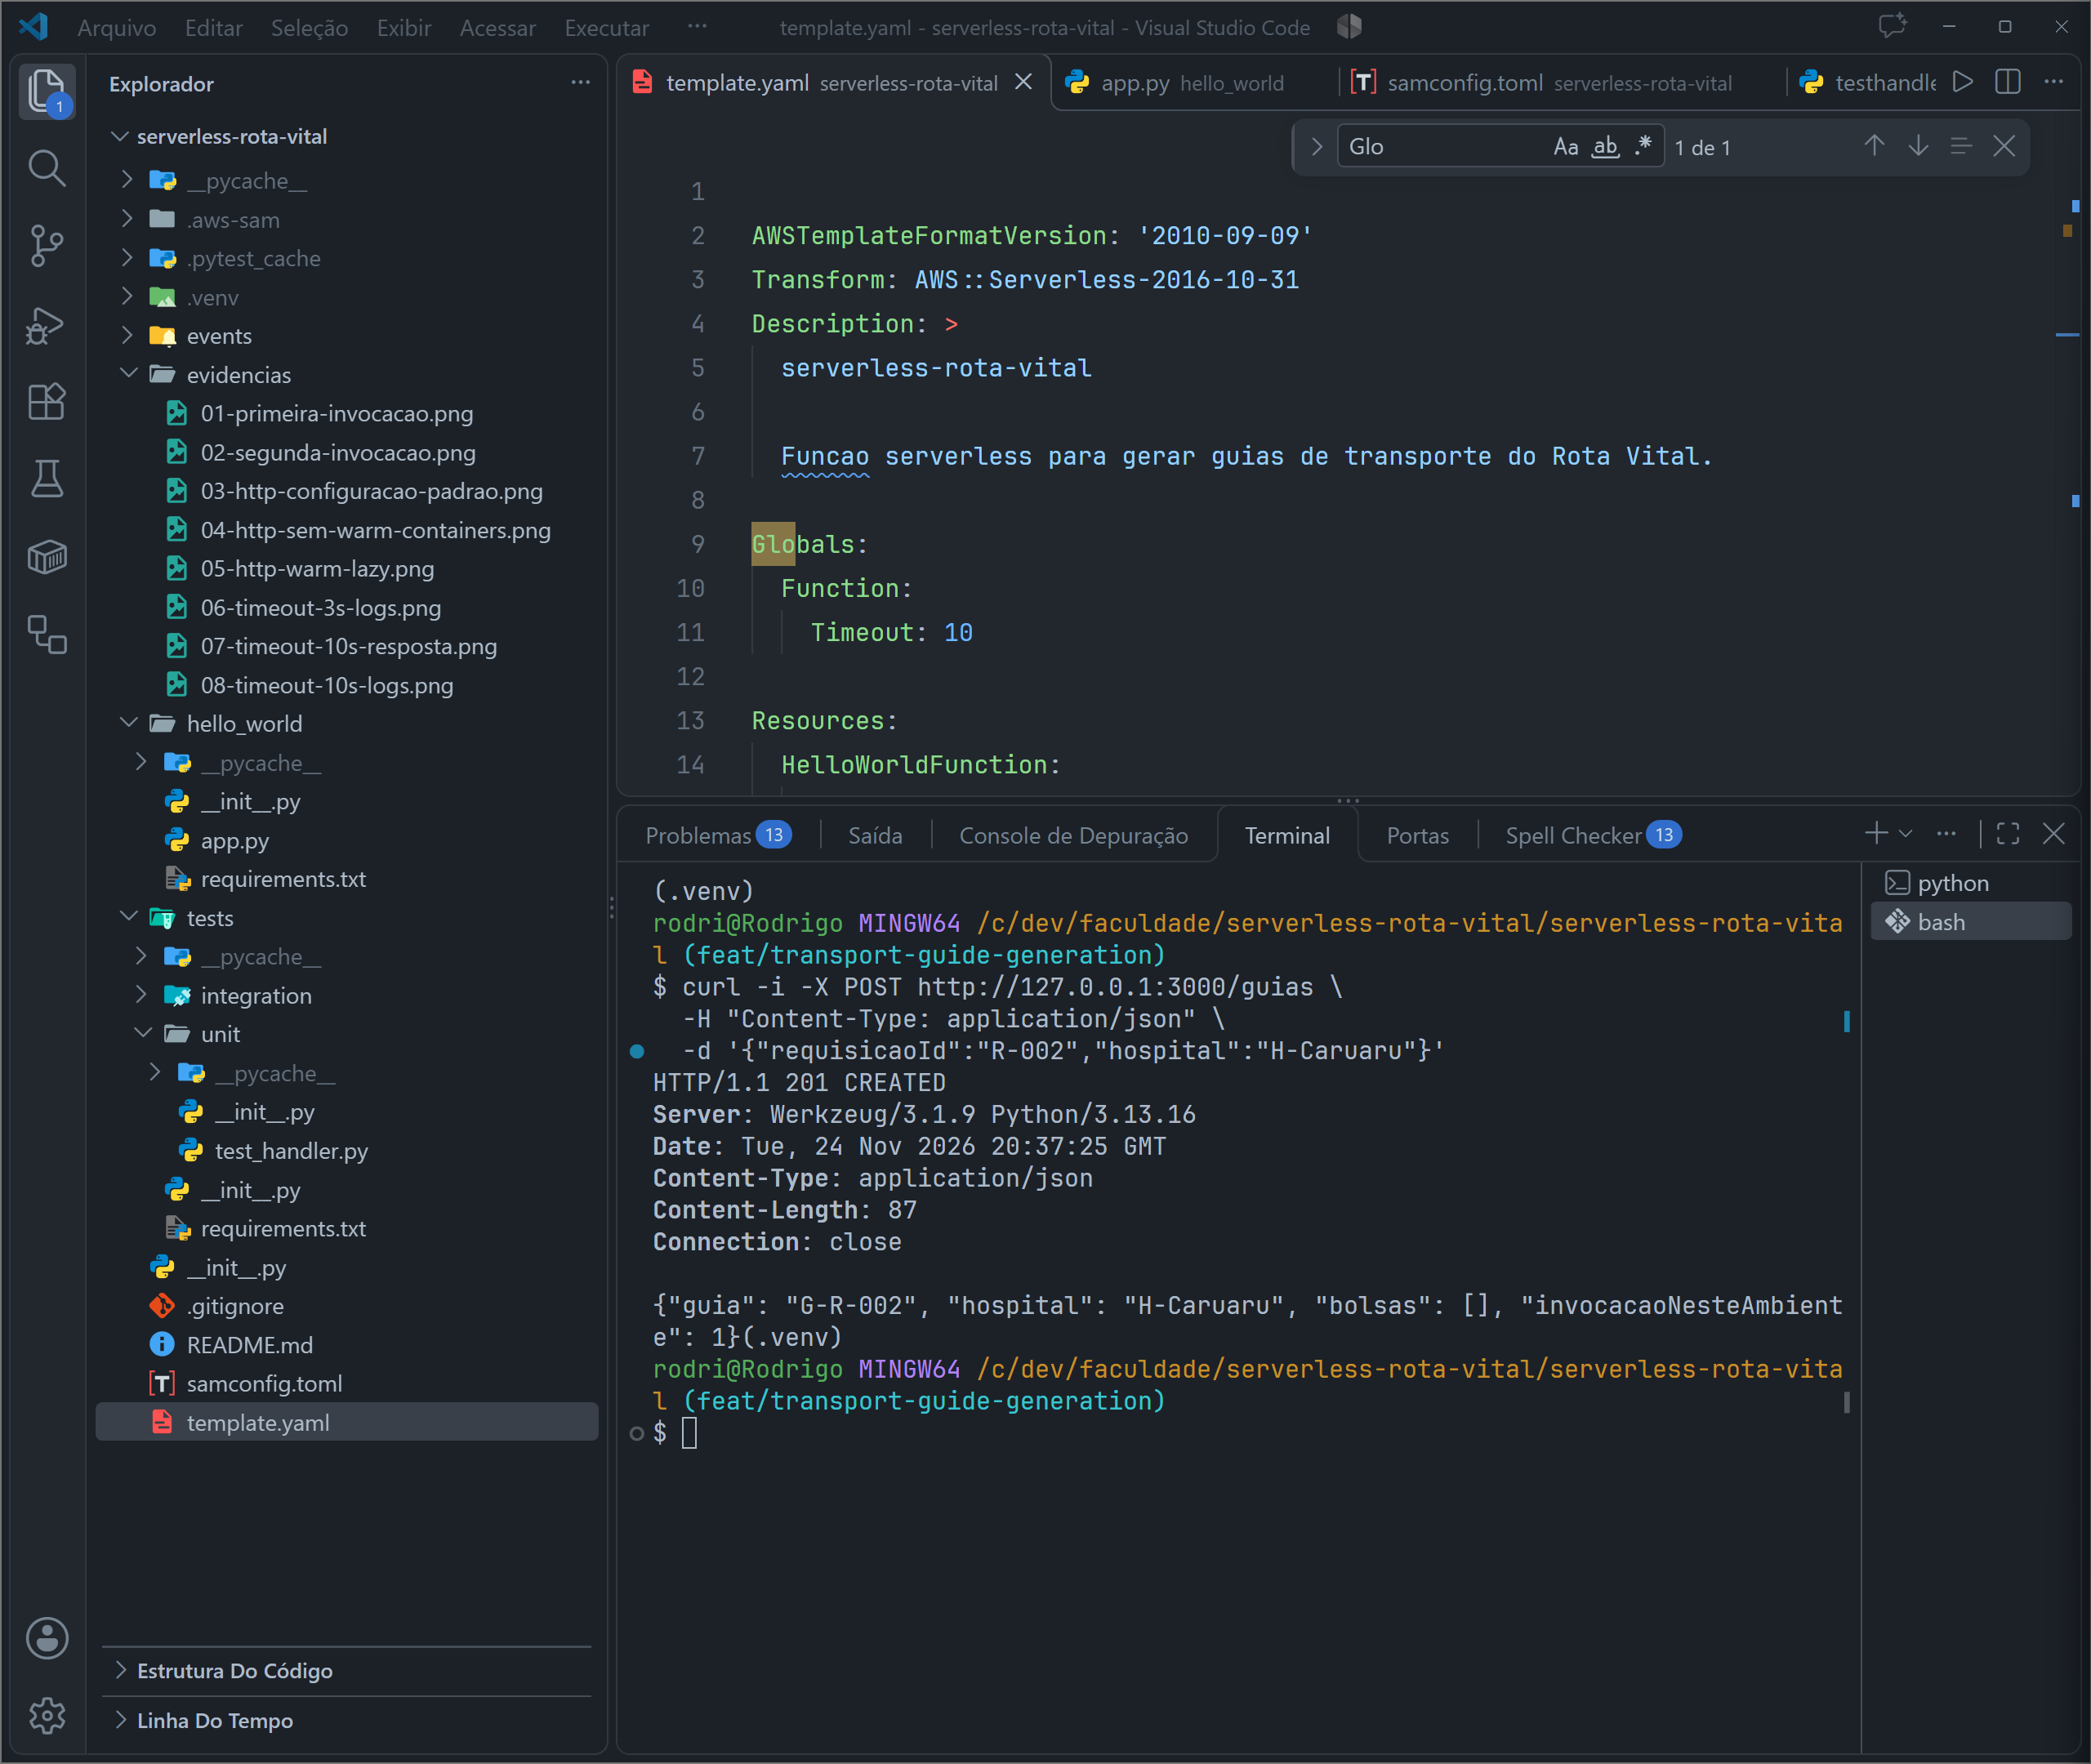 Arquivo Editar Seleção Exibir Acessar Executar ···
template.yaml - serverless-rota-vital - Visual Studio Code
1
Explorador
serverless-rota-vital
__pycache__
.aws-sam
.pytest_cache
.venv
events
evidencias
01-primeira-invocacao.png
02-segunda-invocacao.png
03-http-configuracao-padrao.png
04-http-sem-warm-containers.png
05-http-warm-lazy.png
06-timeout-3s-logs.png
07-timeout-10s-resposta.png
08-timeout-10s-logs.png
hello_world
__pycache__
__init__.py
app.py
requirements.txt
tests
__pycache__
integration
unit
__pycache__
__init__.py
test_handler.py
__init__.py
requirements.txt
__init__.py
.gitignore
README.md
samconfig.toml
template.yaml
Estrutura Do Código
Linha Do Tempo
template.yaml serverless-rota-vital
app.py hello_world
samconfig.toml serverless-rota-vital
testhandle
Glo Aa ab .* 1 de 1
1
2 AWSTemplateFormatVersion: '2010-09-09'
3 Transform: AWS::Serverless-2016-10-31
4 Description: >
5 serverless-rota-vital
6
7 Funcao serverless para gerar guias de transporte do Rota Vital.
8
9 Globals:
10 Function:
11 Timeout: 10
12
13 Resources:
14 HelloWorldFunction:
Problemas 13 Saída Console de Depuração Terminal Portas Spell Checker 13
python
bash
(.venv)
rodri@Rodrigo MINGW64 /c/dev/faculdade/serverless-rota-vital/serverless-rota-vita
l (feat/transport-guide-generation)
$ curl -i -X POST http://127.0.0.1:3000/guias \
-H "Content-Type: application/json" \
-d '{"requisicaoId":"R-002","hospital":"H-Caruaru"}'
HTTP/1.1 201 CREATED
Server: Werkzeug/3.1.9 Python/3.13.16
Date: Tue, 24 Nov 2026 20:37:25 GMT
Content-Type: application/json
Content-Length: 87
Connection: close
{"guia": "G-R-002", "hospital": "H-Caruaru", "bolsas": [], "invocacaoNesteAmbient
e": 1}(.venv)
rodri@Rodrigo MINGW64 /c/dev/faculdade/serverless-rota-vital/serverless-rota-vita
l (feat/transport-guide-generation)
$